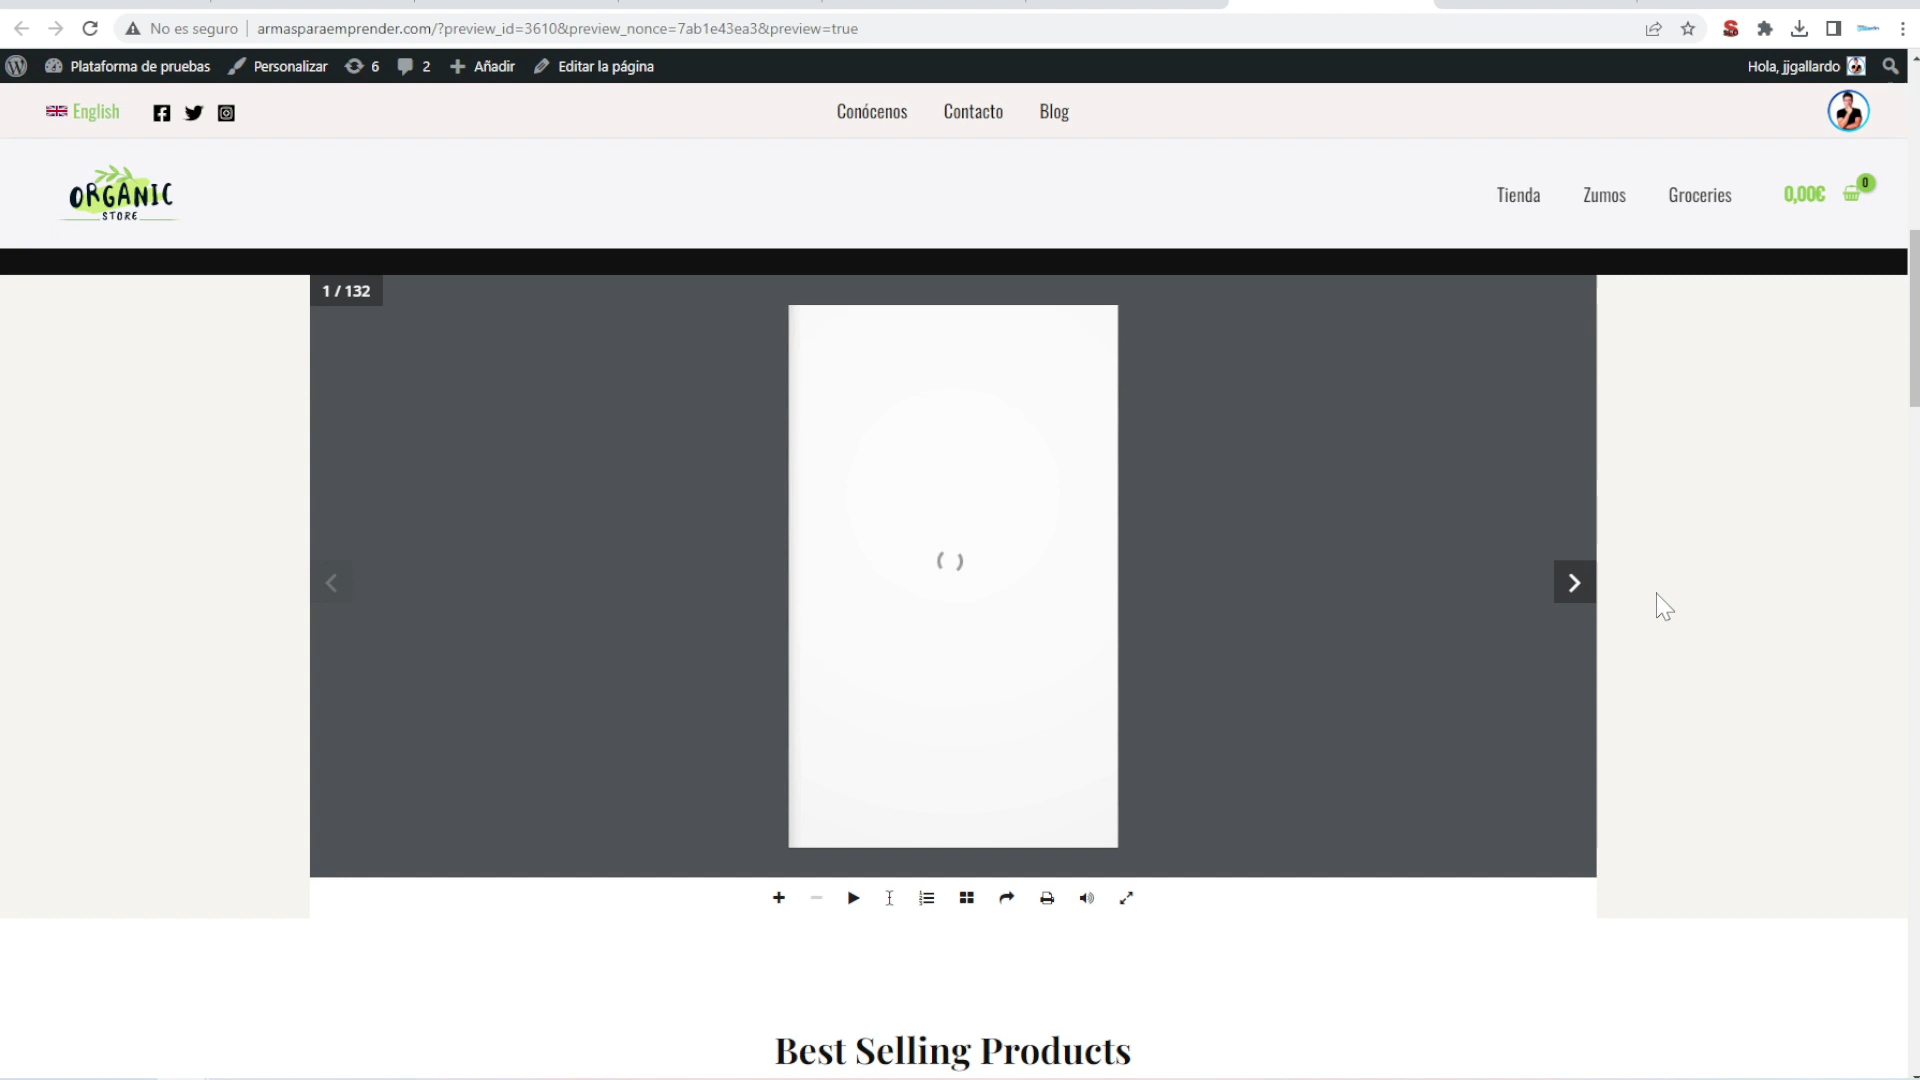 No es seguro armasparaemprender.com/?preview_id=3610&preview_nonce=7ab1e43ea3&preview=true
Plataforma de pruebas Personalizar 6 2 Añadir Editar la página Hola, jjgallardo
English Conócenos Contacto Blog
ORGANIC
STORE
Tienda Zumos Groceries 0,00€ 0
1 / 132
Best Selling Products